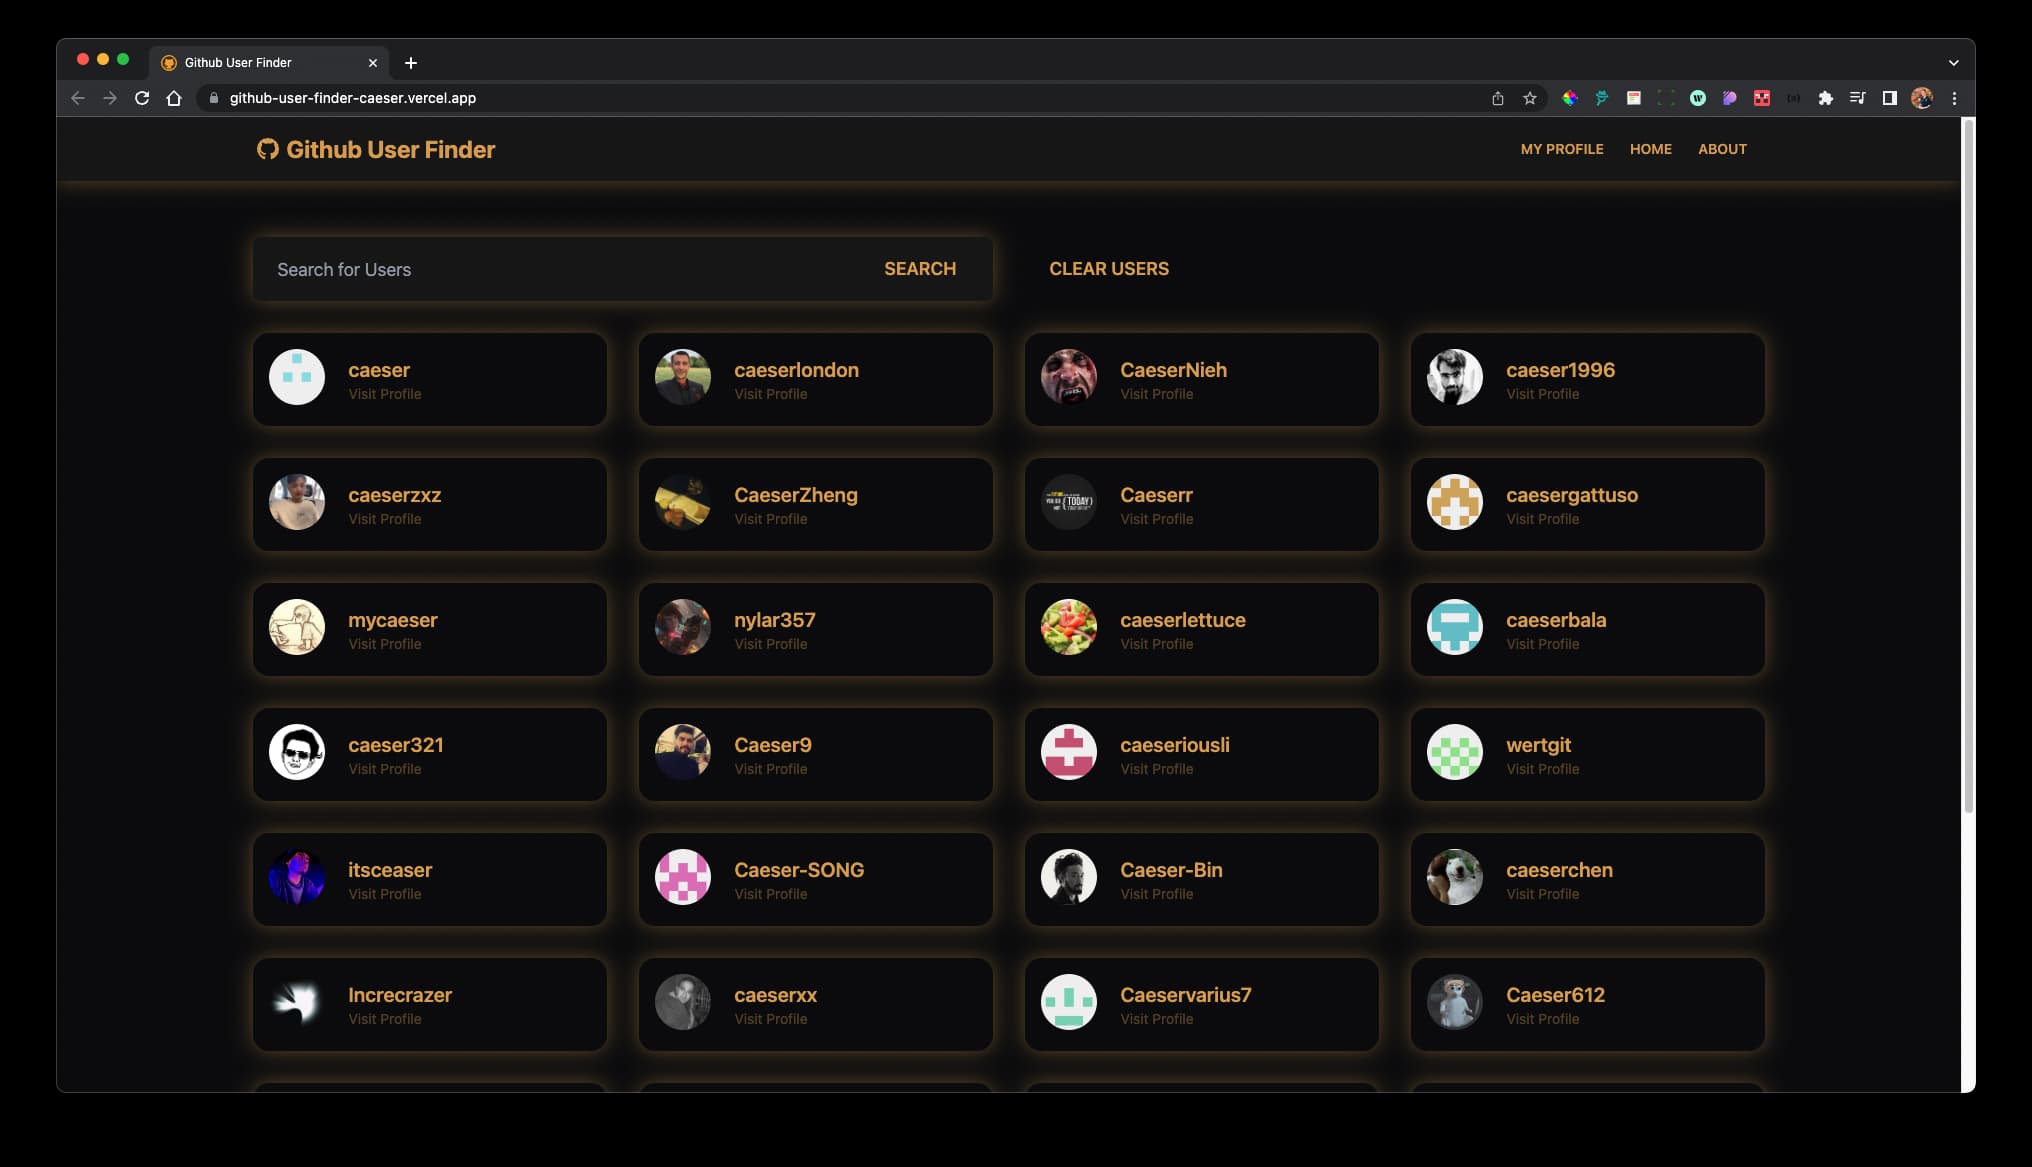 Github User Finder
github-user-finder-caeser.vercel.app
Github User Finder
MY PROFILE HOME ABOUT
Search for Users SEARCH CLEAR USERS
caeser caeserlondon CaeserNieh caeser1996
Visit Profile Visit Profile Visit Profile Visit Profile
caeserzxz CaeserZheng Caeserr caesergattuso
Visit Profile Visit Profile Visit Profile Visit Profile
mycaeser nylar357 caeserlettuce caeserbala
Visit Profile Visit Profile Visit Profile Visit Profile
caeser321 Caeser9 caeseriousli wertgit
Visit Profile Visit Profile Visit Profile Visit Profile
itsceaser Caeser-SONG Caeser-Bin caeserchen
Visit Profile Visit Profile Visit Profile Visit Profile
Increcrazer caeserxx Caeservarius7 Caeser612
Visit Profile Visit Profile Visit Profile Visit Profile